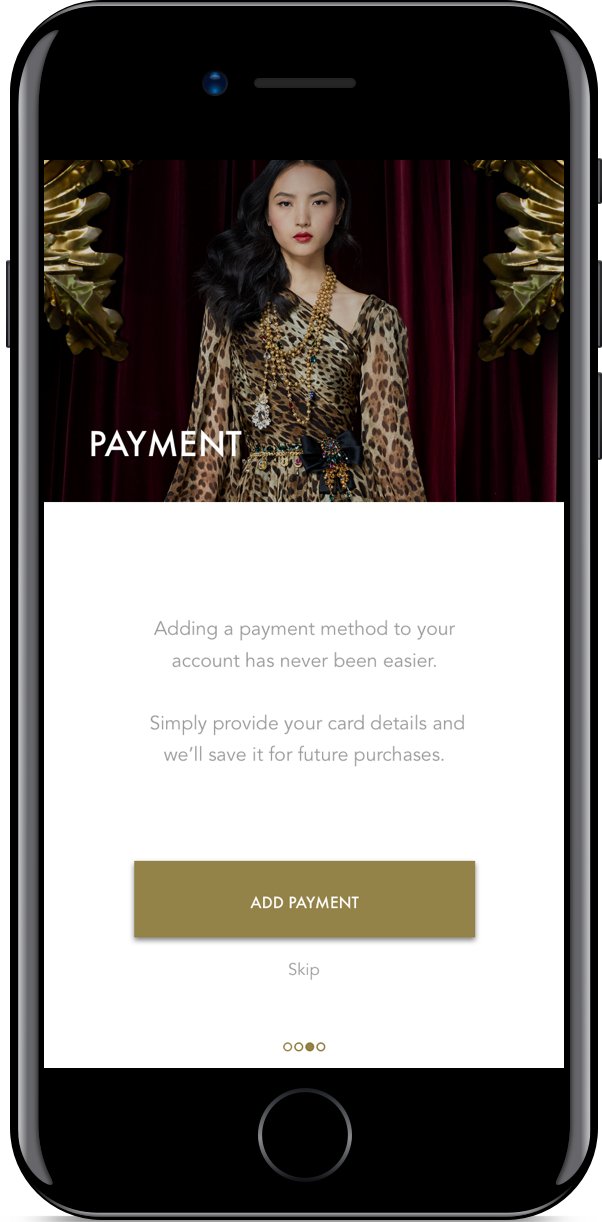 PAYMENT
Adding a payment method to your
account has never been easier.
Simply provide your card details and
we'll save it for future purchases.
ADD PAYMENT
Skip